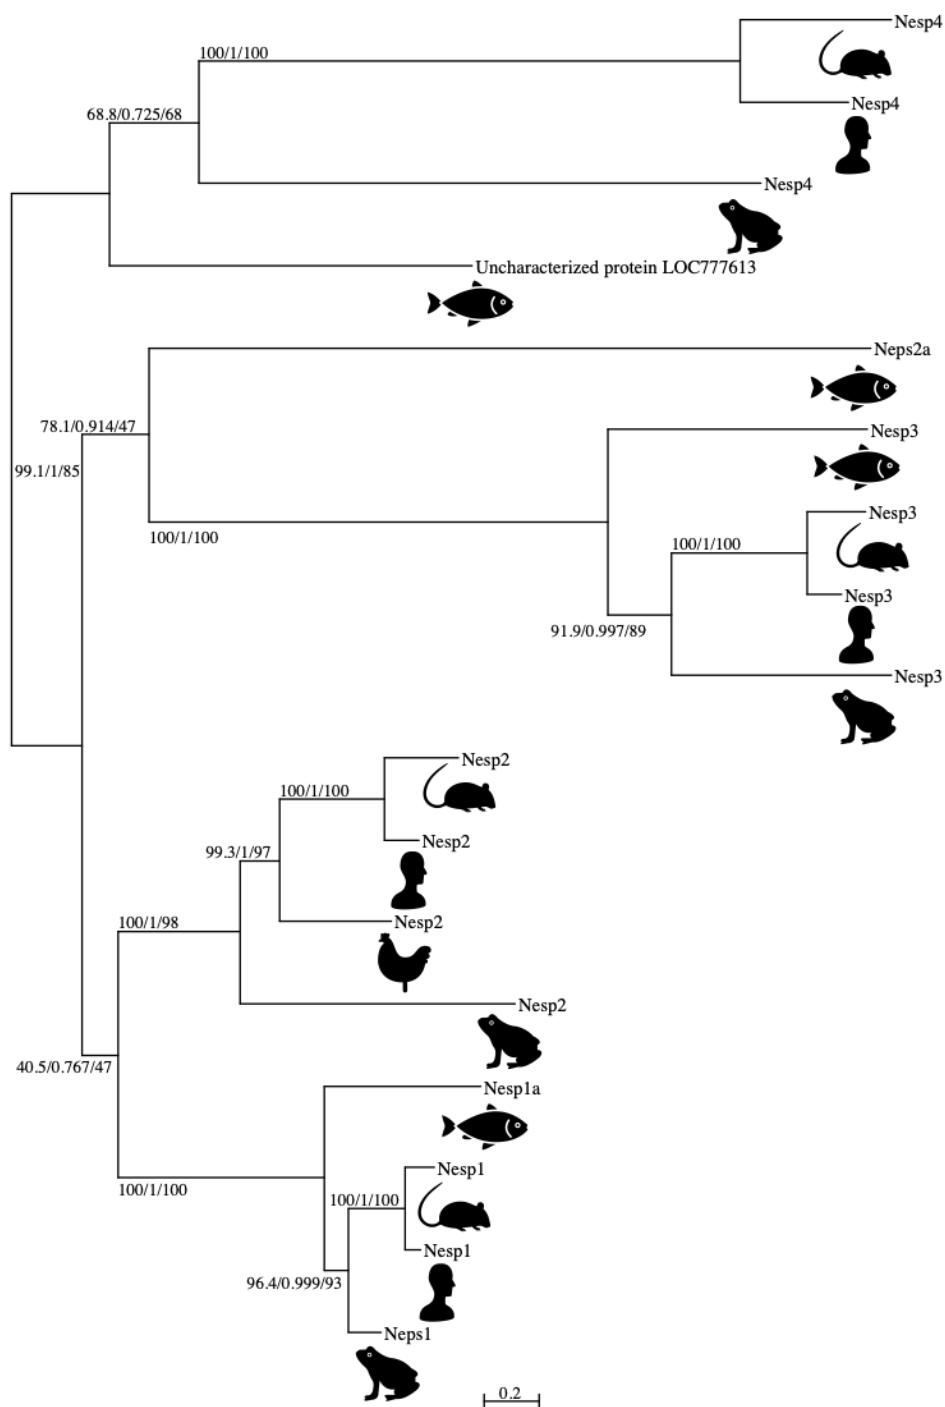 Nesp4
100/1/100
Nesp4
68.8/0.725/68
Nesp4
Uncharacterized protein LOC777613
Neps2a
78.1/0.914/47
Nesp3
99.1/1/85
Nesp3
100/1/100
100/1/100
Nesp3
91.9/0.997/89
Nesp3
Nesp2
100/1/100
Nesp2
99.3/1/97
Nesp2
100/1/98
Nesp2
40.5/0.767/47
Nesp1a
Nesp1
100/1/100
100/1/100
Nesp1
96.4/0.999/93
Neps1
0.2